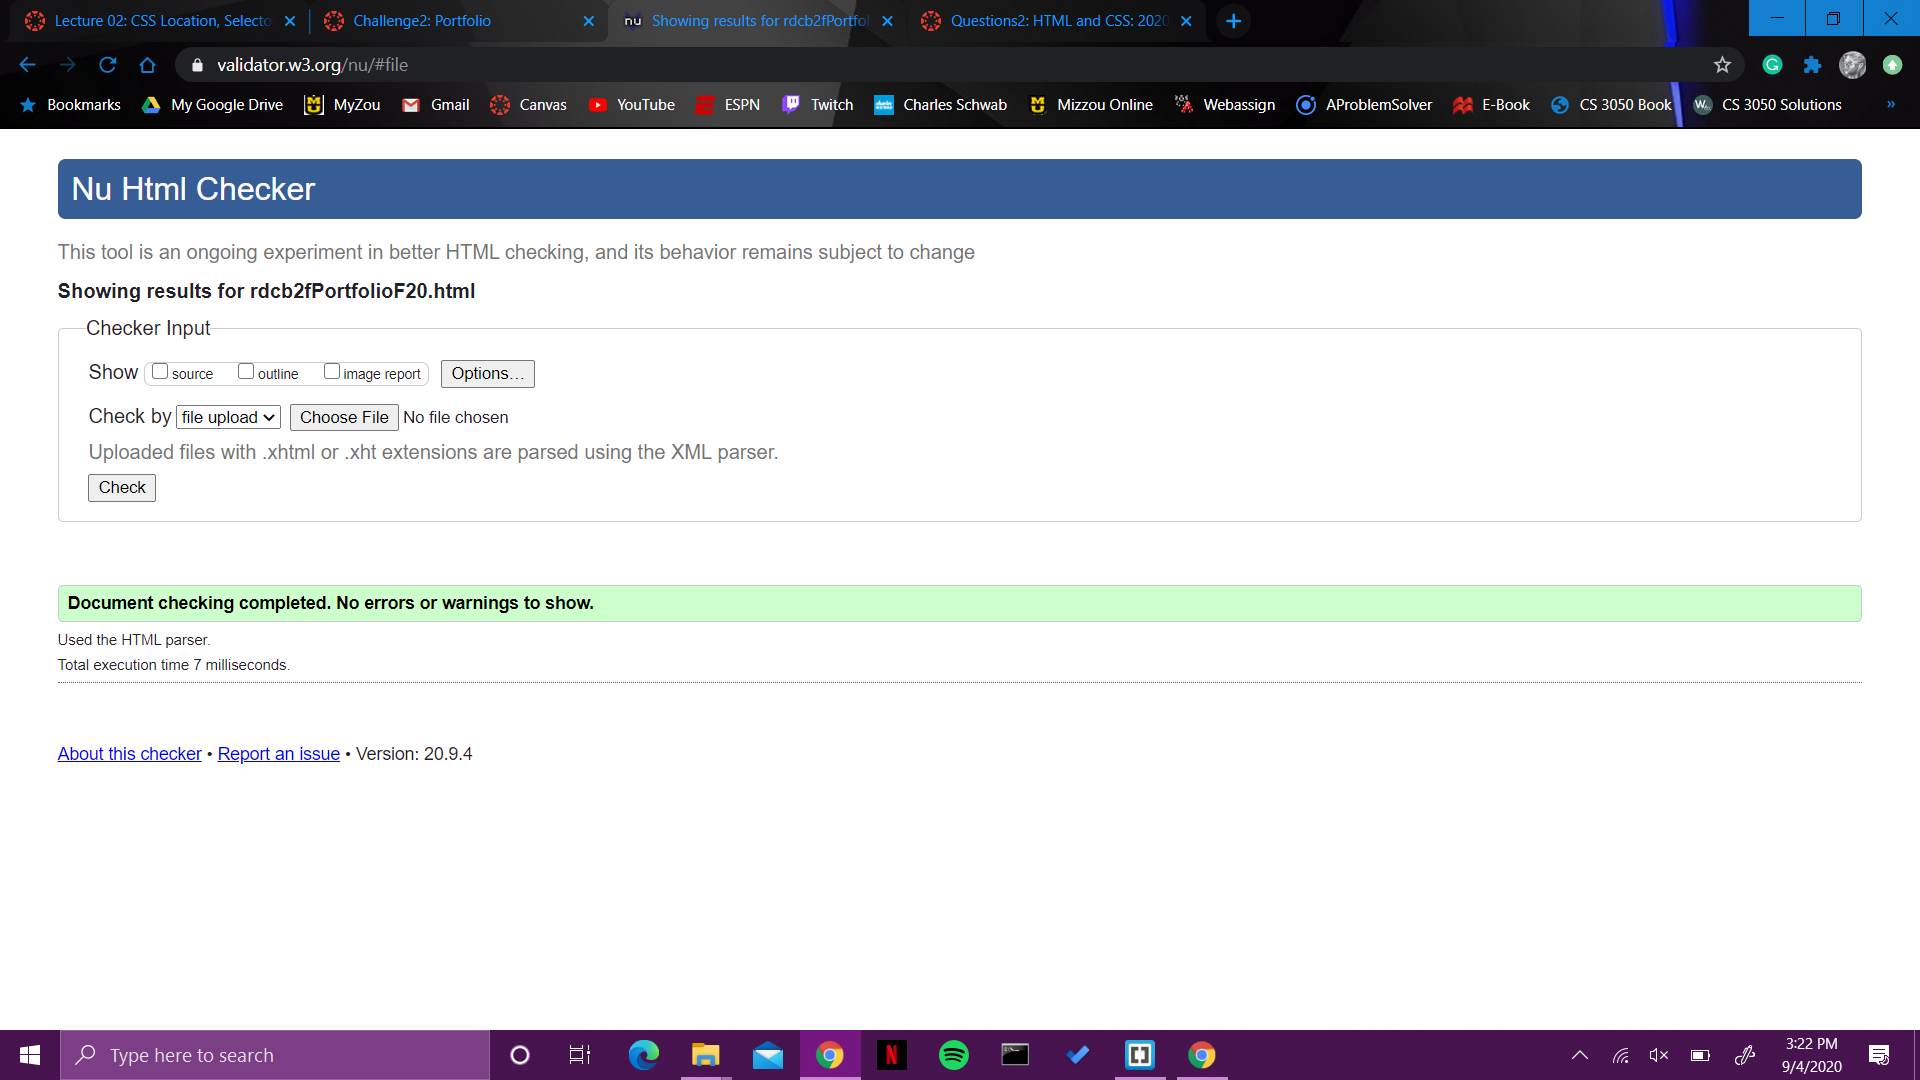 Lecture 02: CSS Location, Selecto
Challenge2: Portfolio
nu Showing results for rdcb2fPortfol
Questions2: HTML and CSS: 2020
validator.w3.org/nu/#file
Bookmarks My Google Drive MyZou Gmail Canvas YouTube ESPN Twitch Charles Schwab Mizzou Online Webassign AProblemSolver E-Book CS 3050 Book CS 3050 Solutions »
Nu Html Checker
This tool is an ongoing experiment in better HTML checking, and its behavior remains subject to change
Showing results for rdcb2fPortfolioF20.html
Checker Input
Show source outline image report Options...
Check by file upload Choose File No file chosen
Uploaded files with .xhtml or .xht extensions are parsed using the XML parser.
Check
Document checking completed. No errors or warnings to show.
Used the HTML parser.
Total execution time 7 milliseconds.
About this checker • Report an issue • Version: 20.9.4
Type here to search
3:22 PM
9/4/2020